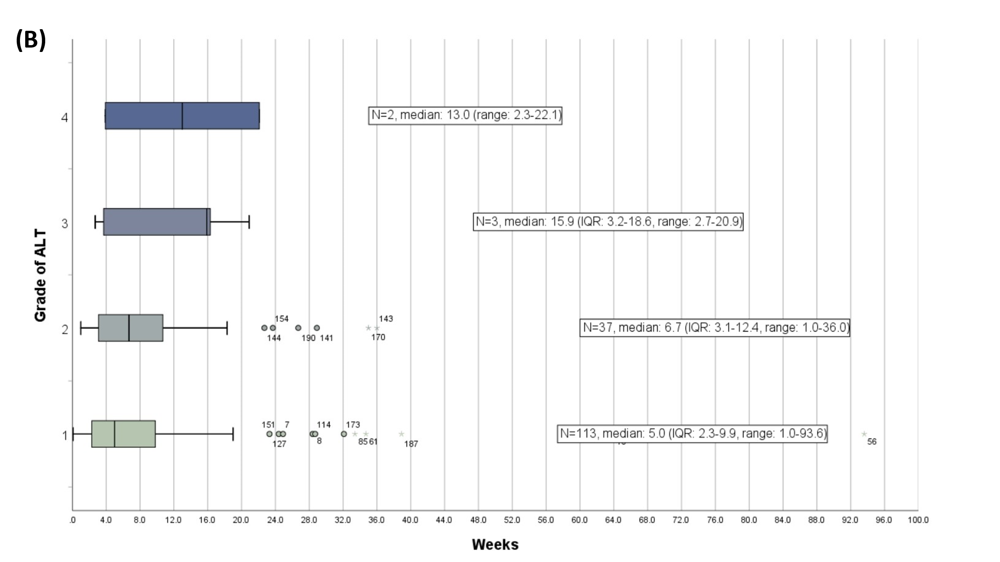 (B)
4
N=2, median: 13.0 (range: 2.3-22.1)
3
N=3, median: 15.9 (IQR: 3.2-18.6, range: 2.7-20.9)
Grade of ALT
154
143
2
N=37, median: 6.7 (IQR: 3.1-12.4, range: 1.0-36.0)
144
190
141
170
151
7
114
173
1
N=113, median: 5.0 (IQR: 2.3-9.9, range: 1.0-93.6)
127
8
85
61
187
56
.0 4.0 8.0 12.0 16.0 20.0 24.0 28.0 32.0 36.0 40.0 44.0 48.0 52.0 56.0 60.0 64.0 68.0 72.0 76.0 80.0 84.0 88.0 92.0 96.0 100.0
Weeks